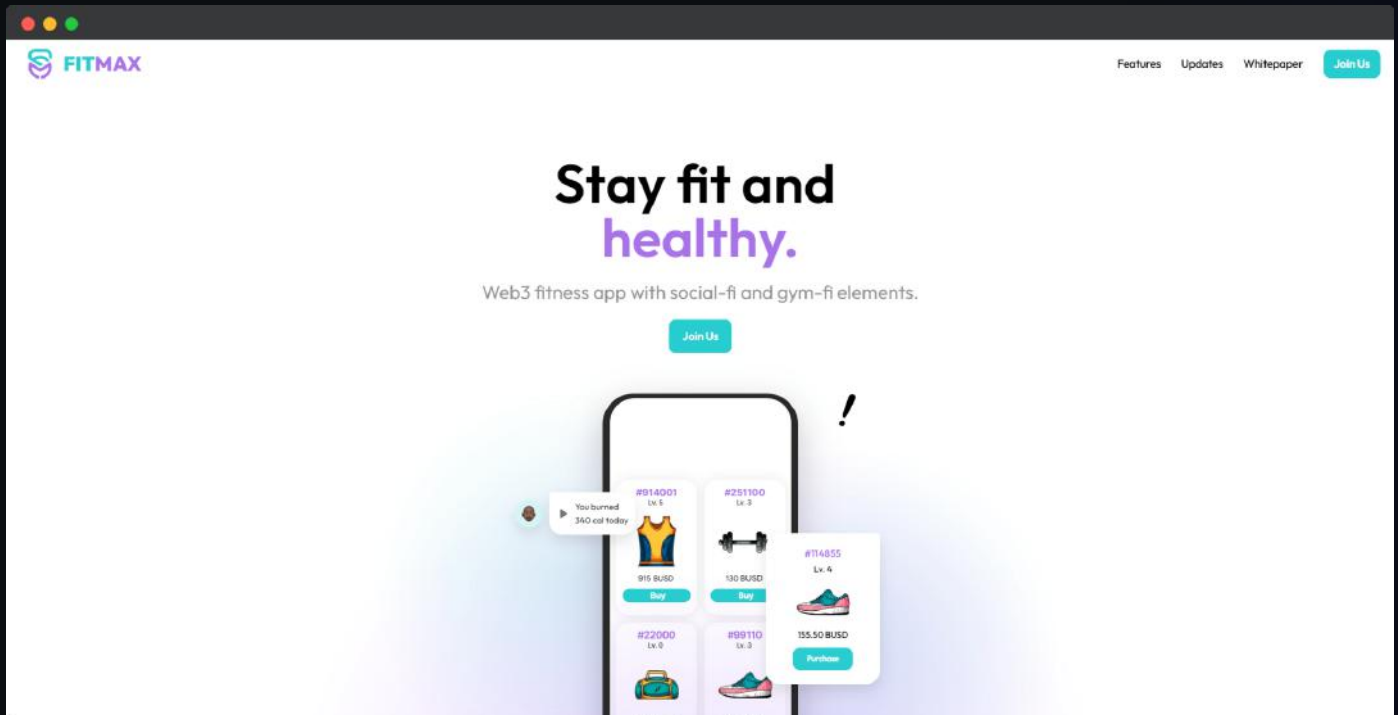 FITMAX
Features
Updates
Whitepaper
Join Us
Stay fit and
healthy.
Web3 fitness app with social-fi and gym-fi elements.
Join Us
!
You burned
340 cal today
#914001
Lv. 5
915 BUSD
Buy
#251100
Lv. 3
130 BUSD
Buy
#114855
Lv. 4
155.50 BUSD
Purchase
#22000
Lv. 0
#99110
Lv. 3